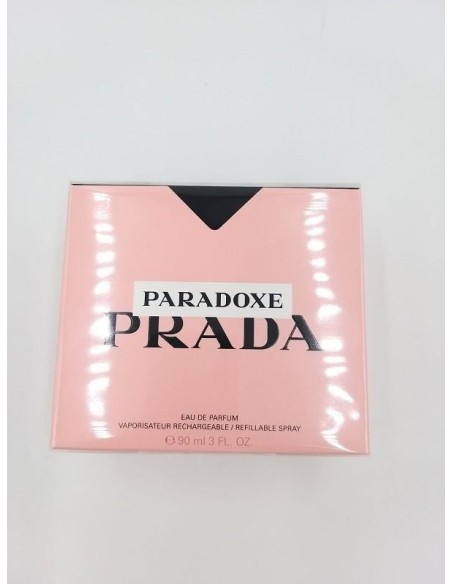 PARADOXE
PRADA
EAU DE PARFUM
VAPORISATEUR RECHARGEABLE / REFILLABLE SPRAY
℮ 90 ml 3 FL. OZ.